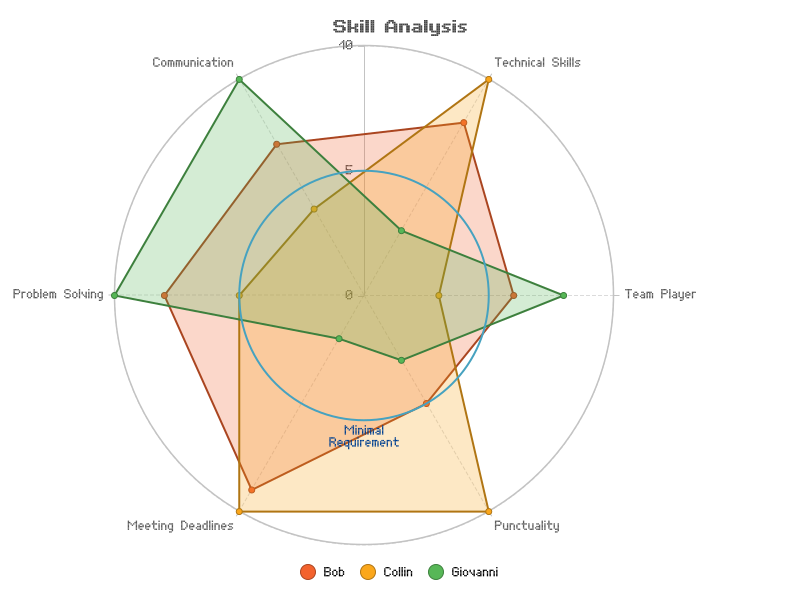 Skill Analysis
10
Communication
Technical Skills
5
Problem Solving
0
Team Player
Minimal
Requirement
Meeting Deadlines
Punctuality
Bob
Collin
Giovanni